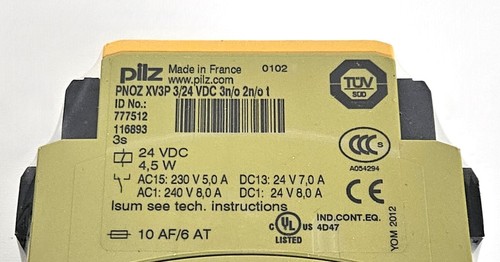 pilz Made in France 0102
www.pilz.com
PNOZ XV3P 3/24 VDC 3n/o 2n/o t
ID No.:
777512
116893
3s
24 VDC
4,5 W
AC15: 230 V 5,0 A DC13: 24 V 7,0 A
AC1: 240 V 8,0 A DC1: 24 V 8,0 A
Isum see tech. instructions
10 AF/6 AT
TÜV
SÜD
CCC S
A054294
c UL US
LISTED
IND.CONT.EQ.
4D47
YOM 2012